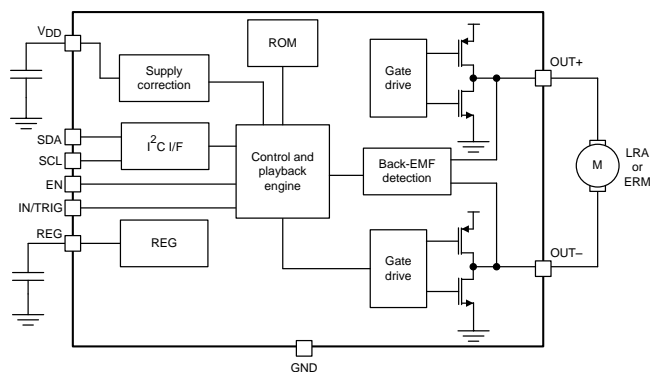 VDD
Supply
correction
ROM
Gate
drive
OUT+
SDA
SCL
I2C I/F
Control and
playback
engine
Back-EMF
detection
M
LRA
or
ERM
EN
IN/TRIG
REG
REG
Gate
drive
OUT–
GND